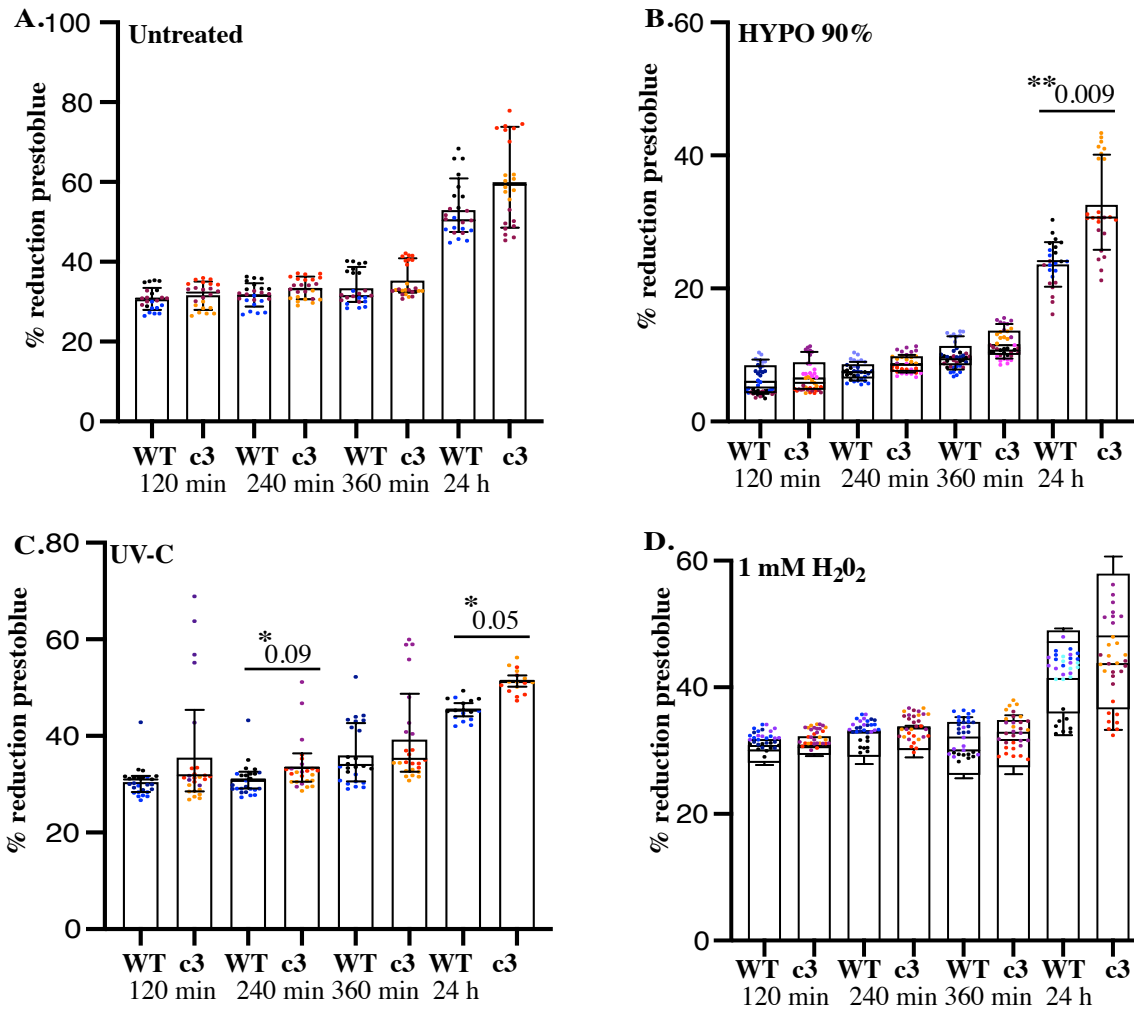 A.
Untreated
% reduction prestoblue
100
80
60
40
20
0
WT c3 WT c3 WT c3 WT c3
120 min 240 min 360 min 24 h
B.
HYPO 90%
% reduction prestoblue
60
40
20
0
**
0.009
WT c3 WT c3 WT c3 WT c3
120 min 240 min 360 min 24 h
C.
UV-C
% reduction prestoblue
80
60
40
20
0
*
0.09
*
0.05
WT c3 WT c3 WT c3 WT c3
120 min 240 min 360 min 24 h
D.
1 mM H₂0₂
% reduction prestoblue
60
40
20
0
WT c3 WT c3 WT c3 WT c3
120 min 240 min 360 min 24 h